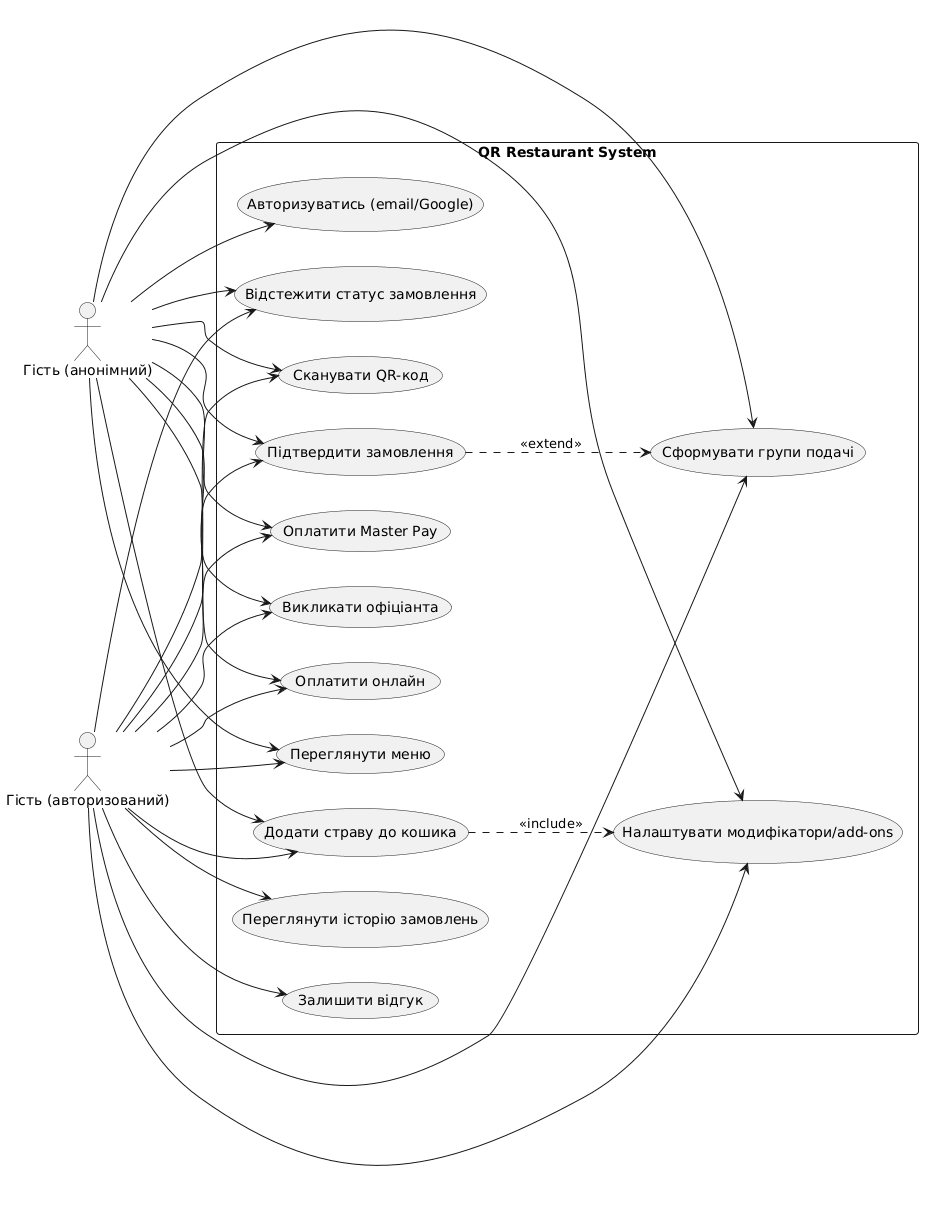 QR Restaurant System
Авторизуватись (email/Google)
Відстежити статус замовлення
Гість (анонімний)
Сканувати QR-код
«extend»
Підтвердити замовлення
Сформувати групи подачі
Оплатити Master Pay
Викликати офіціанта
Оплатити онлайн
Переглянути меню
Гість (авторизований)
«include»
Додати страву до кошика
Налаштувати модифікатори/add-ons
Переглянути історію замовлень
Залишити відгук